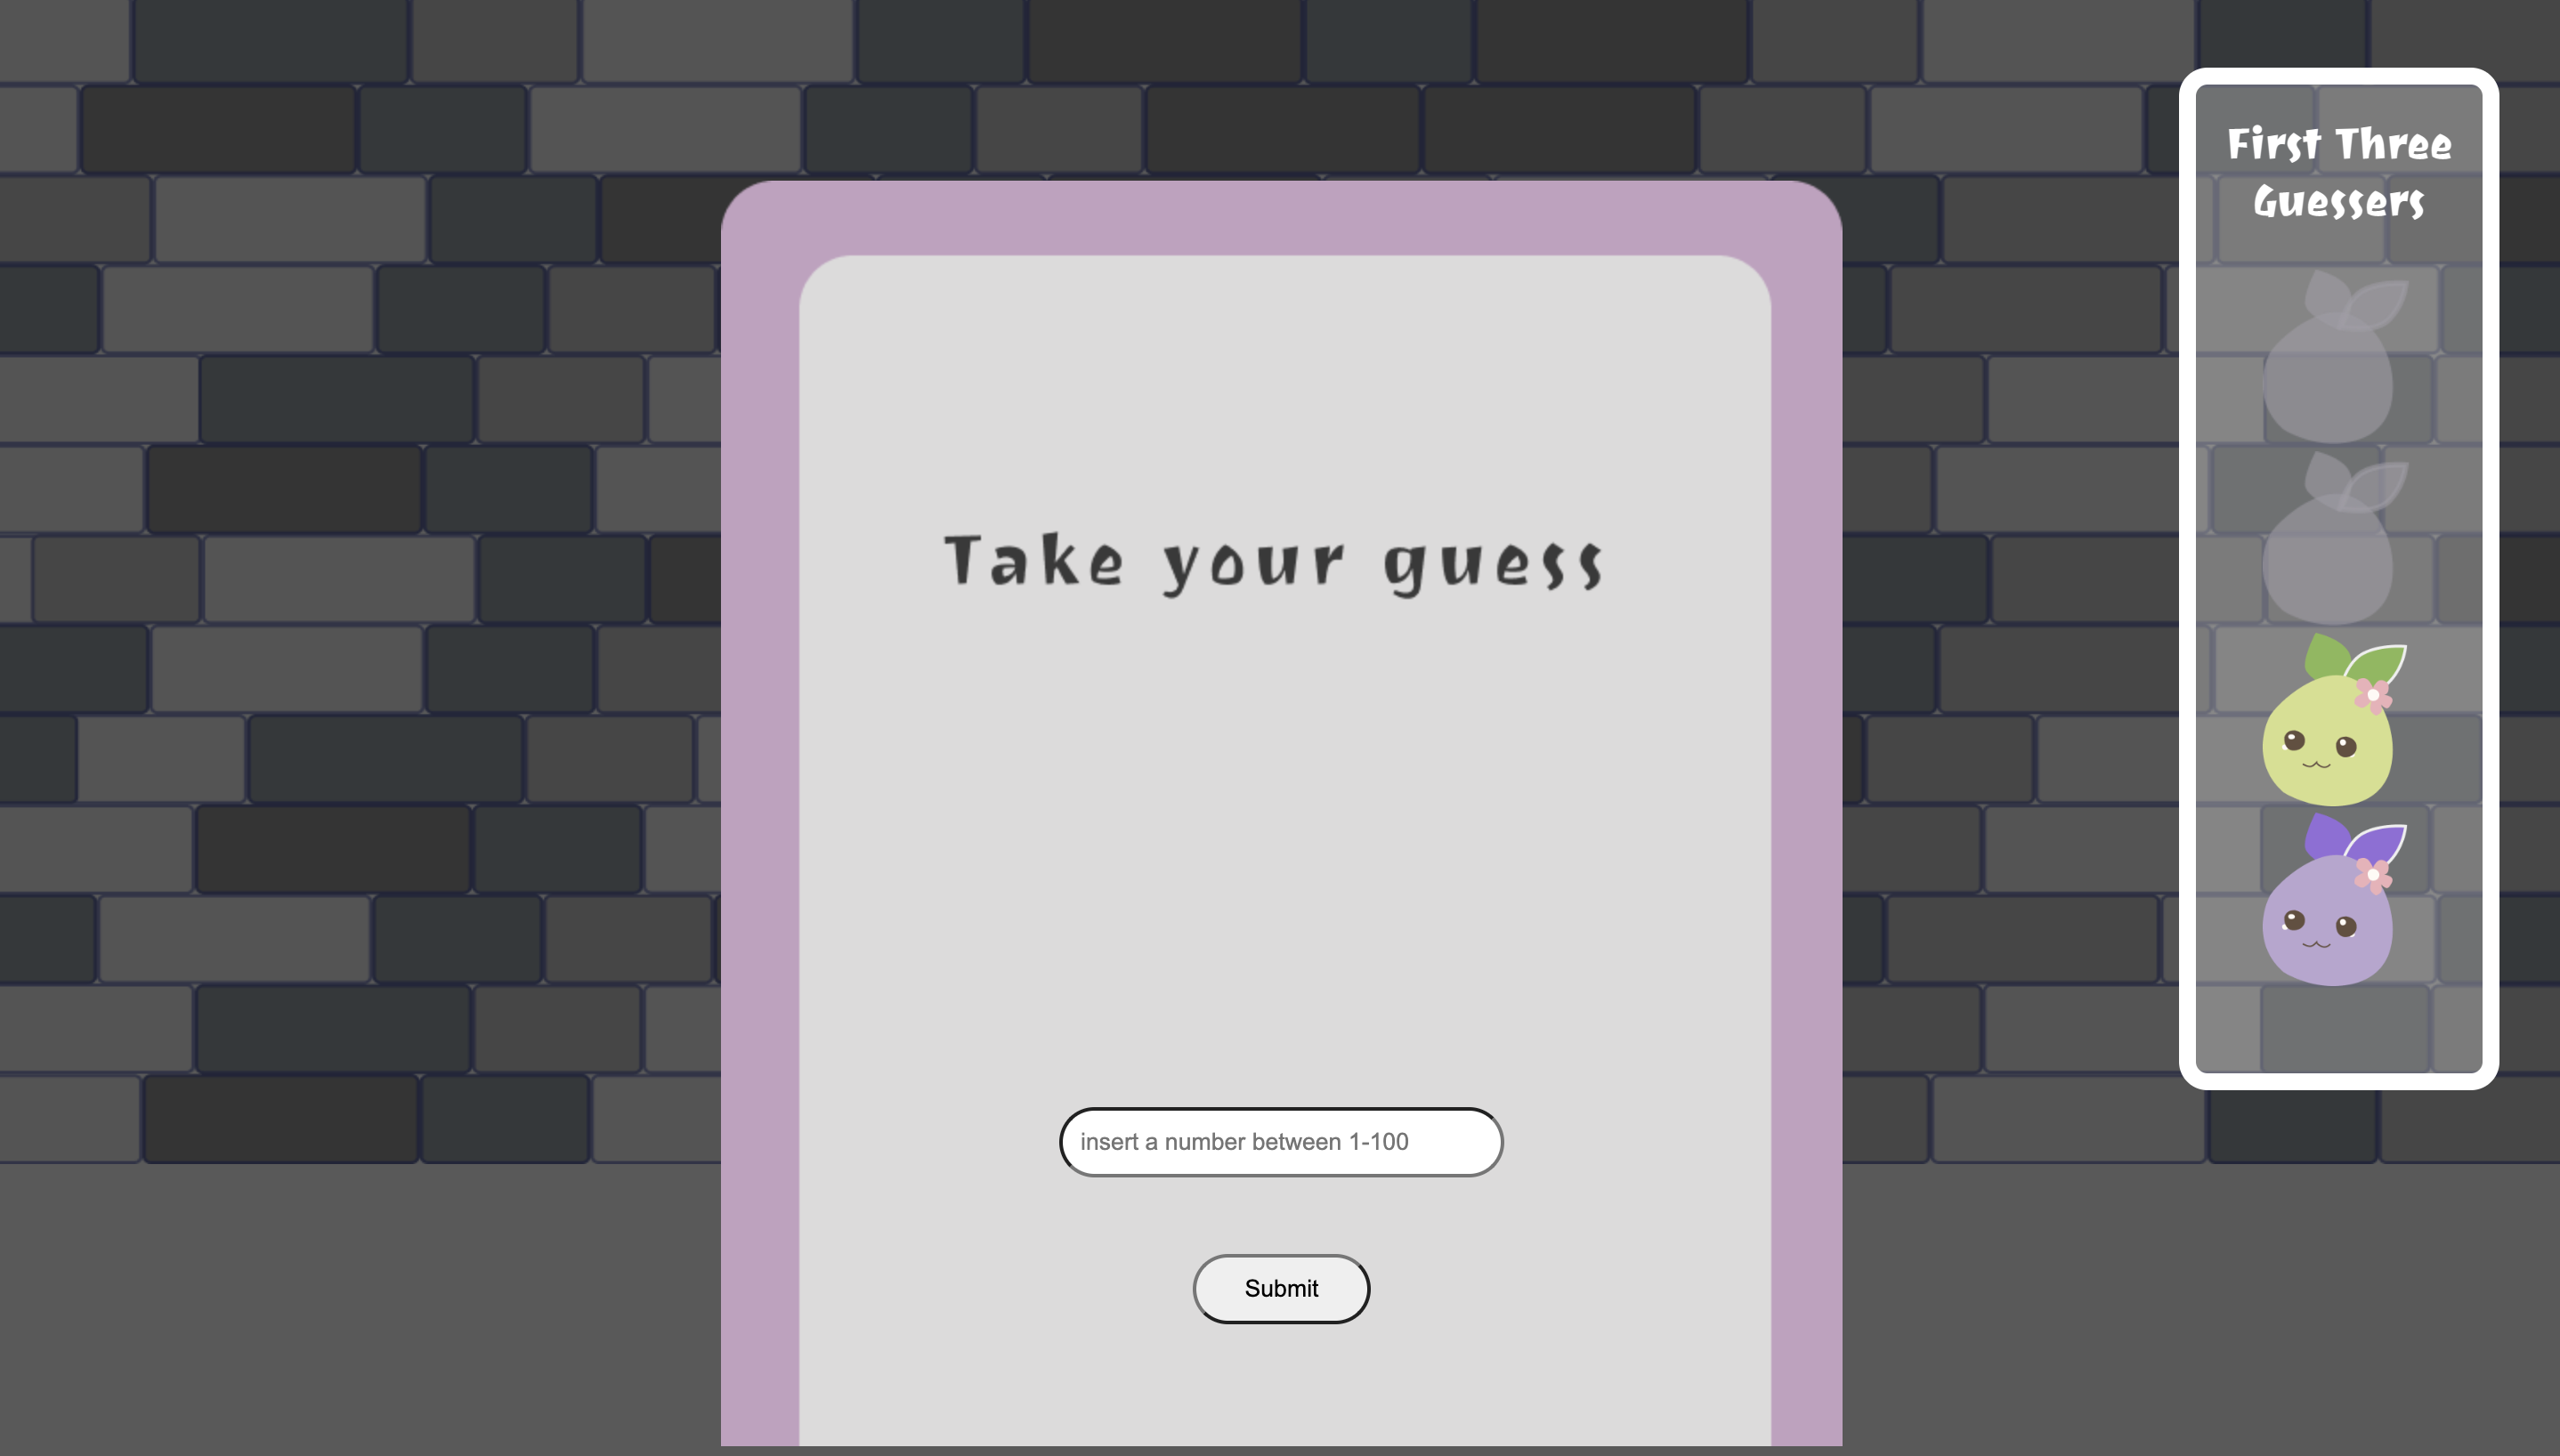 First Three
Guessers
Take your guess
insert a number between 1-100
Submit